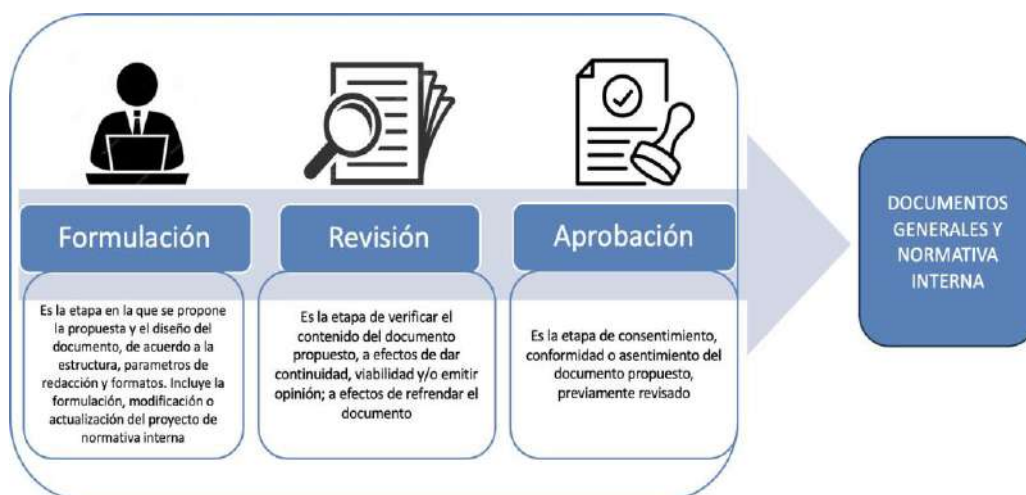 Formulación
Es la etapa en la que se propone
la propuesta y el diseño del
documento, de acuerdo a la
estructura, parametros de
redacción y formatos. Incluye la
formulación, modificación o
actualización del proyecto de
normativa interna
Revisión
Es la etapa de verificar el
contenido del documento
propuesto, a efectos de dar
continuidad, viabilidad y/o emitir
opinión; a efectos de refrendar el
documento
Aprobación
Es la etapa de consentimiento,
conformidad o asentimiento del
documento propuesto,
previamente revisado
DOCUMENTOS
GENERALES Y
NORMATIVA
INTERNA